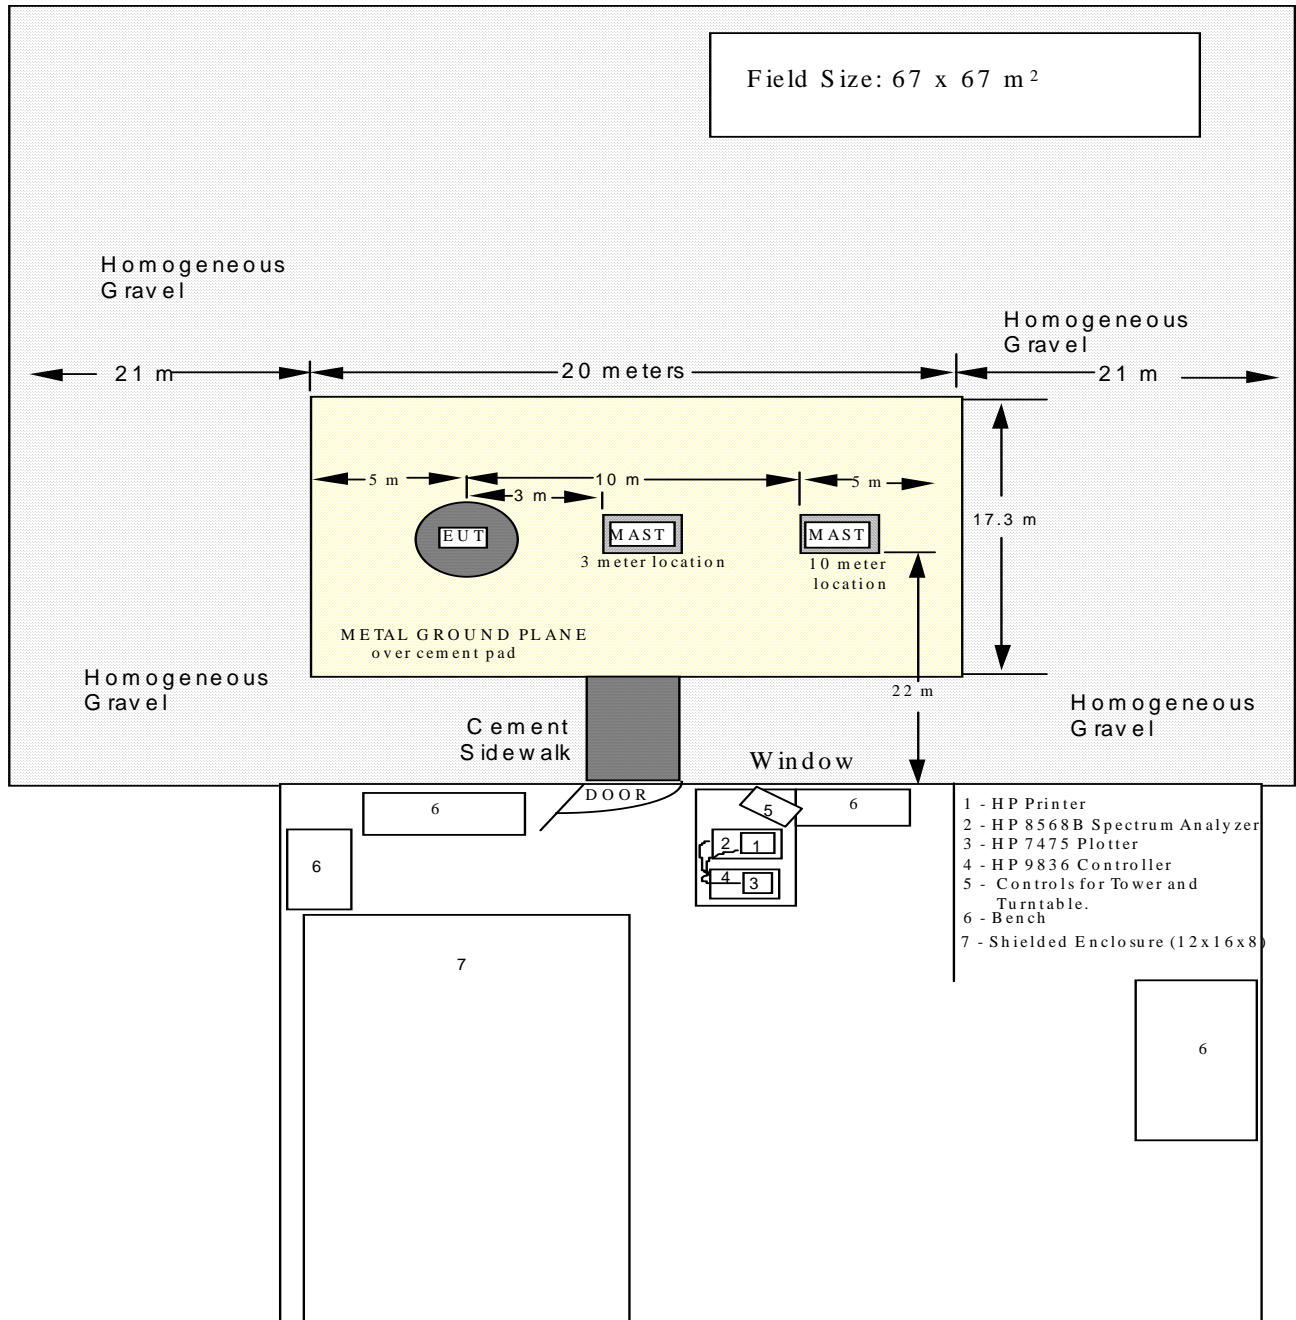 Field Size: 67 x 67 m²
Homogeneous
Gravel
Homogeneous
Gravel
21 m
20 meters
21 m
5 m
10 m
5 m
3 m
17.3 m
EUT
MAST
MAST
3 meter location
10 meter
location
METAL GROUND PLANE
over cement pad
Homogeneous
Gravel
22 m
Homogeneous
Gravel
Cement
Sidewalk
Window
DOOR
6
5
6
1 - HP Printer
2 - HP 8568B Spectrum Analyzer
3 - HP 7475 Plotter
4 - HP 9836 Controller
5 - Controls for Tower and
Turntable.
6 - Bench
7 - Shielded Enclosure (12x16x8)
2
1
6
4
3
7
6